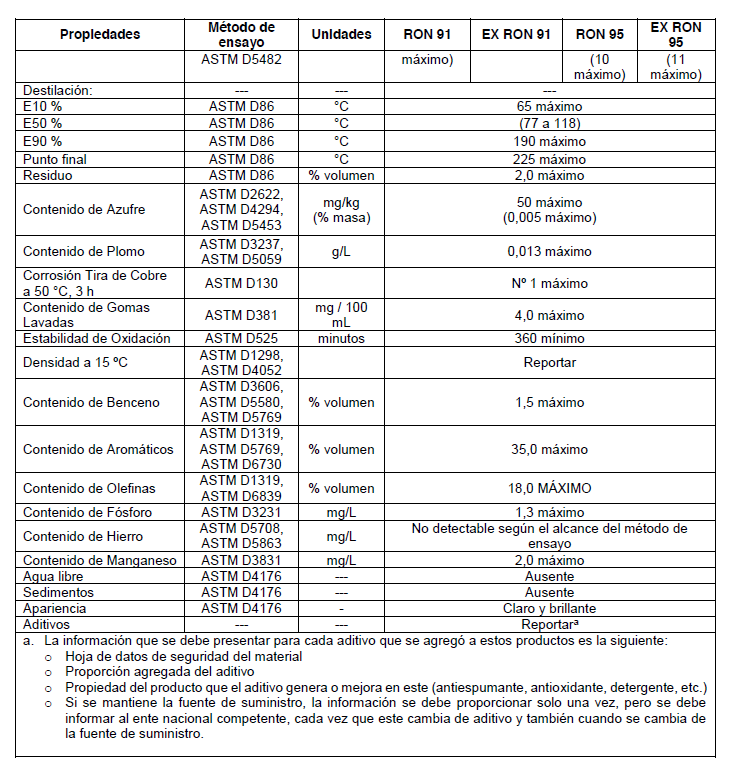 Propiedades Método de ensayo Unidades RON 91 EX RON 91 RON 95 EX RON 95
ASTM D5482 máximo) (10 máximo) (11 máximo)
Destilación: --- --- ---
E10 % ASTM D86 °C 65 máximo
E50 % ASTM D86 °C (77 a 118)
E90 % ASTM D86 °C 190 máximo
Punto final ASTM D86 °C 225 máximo
Residuo ASTM D86 % volumen 2,0 máximo
Contenido de Azufre ASTM D2622, ASTM D4294, ASTM D5453 mg/kg (% masa) 50 máximo (0,005 máximo)
Contenido de Plomo ASTM D3237, ASTM D5059 g/L 0,013 máximo
Corrosión Tira de Cobre a 50 °C, 3 h ASTM D130 Nº 1 máximo
Contenido de Gomas Lavadas ASTM D381 mg / 100 mL 4,0 máximo
Estabilidad de Oxidación ASTM D525 minutos 360 mínimo
Densidad a 15 ºC ASTM D1298, ASTM D4052 Reportar
Contenido de Benceno ASTM D3606, ASTM D5580, ASTM D5769 % volumen 1,5 máximo
Contenido de Aromáticos ASTM D1319, ASTM D5769, ASTM D6730 % volumen 35,0 máximo
Contenido de Olefinas ASTM D1319, ASTM D6839 % volumen 18,0 MÁXIMO
Contenido de Fósforo ASTM D3231 mg/L 1,3 máximo
Contenido de Hierro ASTM D5708, ASTM D5863 mg/L No detectable según el alcance del método de ensayo
Contenido de Manganeso ASTM D3831 mg/L 2,0 máximo
Agua libre ASTM D4176 --- Ausente
Sedimentos ASTM D4176 --- Ausente
Apariencia ASTM D4176 - Claro y brillante
Aditivos --- --- Reportarª
a. La información que se debe presentar para cada aditivo que se agregó a estos productos es la siguiente:
o Hoja de datos de seguridad del material
o Proporción agregada del aditivo
o Propiedad del producto que el aditivo genera o mejora en este (antiespumante, antioxidante, detergente, etc.)
o Si se mantiene la fuente de suministro, la información se debe proporcionar solo una vez, pero se debe
informar al ente nacional competente, cada vez que este cambia de aditivo y también cuando se cambia de
la fuente de suministro.